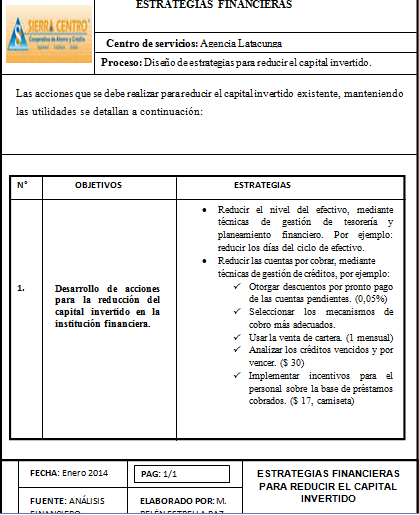 ESTRATEGIAS FINANCIERAS
SIERRA CENTRO
Cooperativa de Ahorro y Crédito
Centro de servicios: Agencia Latacunga
Proceso: Diseño de estrategias para reducir el capital invertido.
Las acciones que se debe realizar para reducir el capital invertido existente, manteniendo
las utilidades se detallan a continuación:
N° OBJETIVOS ESTRATEGIAS
1.
Desarrollo de acciones
para la reducción del
capital invertido en la
institución financiera.
• Reducir el nivel del efectivo, mediante
técnicas de gestión de tesorería y
planeamiento financiero. Por ejemplo:
reducir los días del ciclo de efectivo.
• Reducir las cuentas por cobrar, mediante
técnicas de gestión de créditos, por ejemplo:
✓ Otorgar descuentos por pronto pago
de las cuentas pendientes. (0,05%)
✓ Seleccionar los mecanismos de
cobro más adecuados.
✓ Usar la venta de cartera. (1 mensual)
✓ Analizar los créditos vencidos y por
vencer. ($ 30)
✓ Implementar incentivos para el
personal sobre la base de préstamos
cobrados. ($ 17, camiseta)
FECHA: Enero 2014
PAG: 1/1
ESTRATEGIAS FINANCIERAS
PARA REDUCIR EL CAPITAL
INVERTIDO
FUENTE: ANÁLISIS
FINANCIERO
ELABORADO POR: M.
BELÉN ESTRELLA PAZ